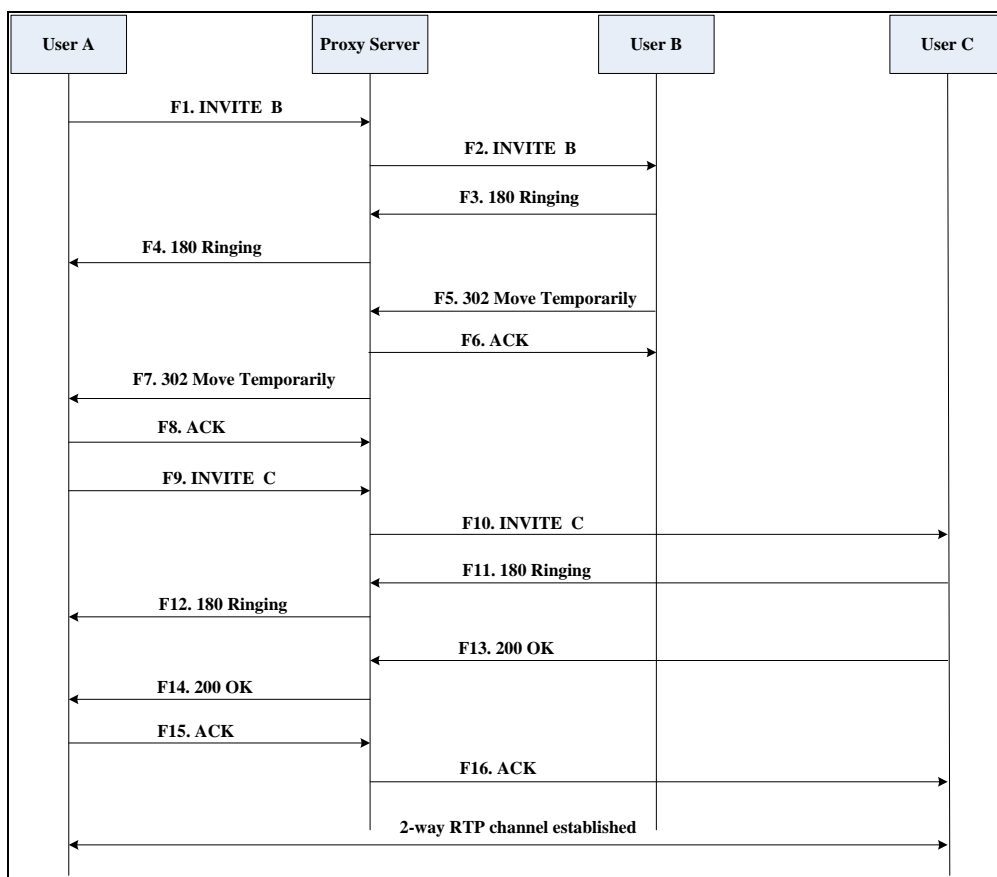 User A
Proxy Server
User B
User C
F1. INVITE B
F2. INVITE B
F3. 180 Ringing
F4. 180 Ringing
F5. 302 Move Temporarily
F6. ACK
F7. 302 Move Temporarily
F8. ACK
F9. INVITE C
F10. INVITE C
F11. 180 Ringing
F12. 180 Ringing
F13. 200 OK
F14. 200 OK
F15. ACK
F16. ACK
2-way RTP channel established